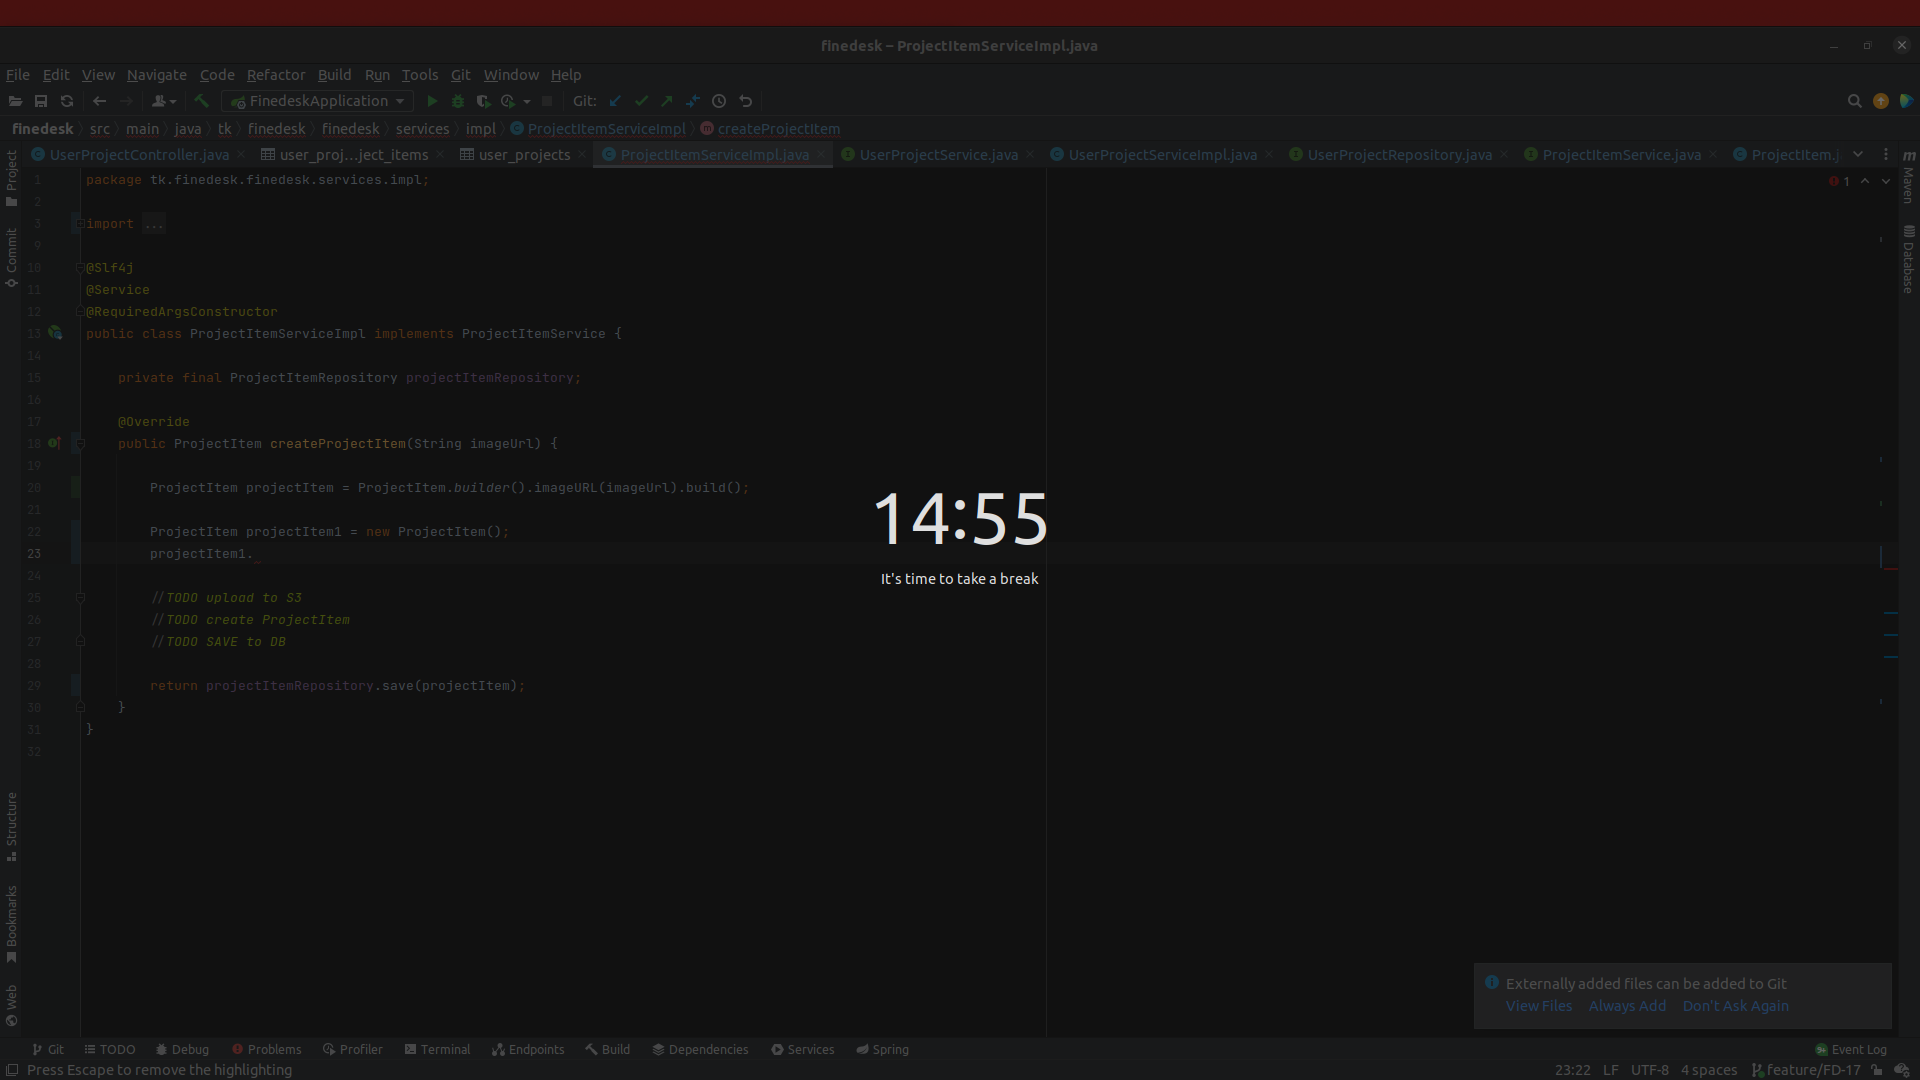 finedesk – ProjectItemServiceImpl.java
File Edit View Navigate Code Refactor Build Run Tools Git Window Help
FinedeskApplication Git:
finedesk src main java tk finedesk finedesk services impl ProjectItemServiceImpl createProjectItem
UserProjectController.java user_proj...ject_items user_projects ProjectItemServiceImpl.java UserProjectService.java UserProjectServiceImpl.java UserProjectRepository.java ProjectItemService.java ProjectItem.j
Project
Commit
Structure
Bookmarks
Web
Maven
Database
1
1 package tk.finedesk.finedesk.services.impl;
2
3 import ...
9
10 @Slf4j
11 @Service
12 @RequiredArgsConstructor
13 public class ProjectItemServiceImpl implements ProjectItemService {
14
15 private final ProjectItemRepository projectItemRepository;
16
17 @Override
18 public ProjectItem createProjectItem(String imageUrl) {
19
20 ProjectItem projectItem = ProjectItem.builder().imageURL(imageUrl).build();
21
22 ProjectItem projectItem1 = new ProjectItem();
23 projectItem1.
24
25 //TODO upload to S3
26 //TODO create ProjectItem
27 //TODO SAVE to DB
28
29 return projectItemRepository.save(projectItem);
30 }
31 }
32
14:55
It's time to take a break
Externally added files can be added to Git
View Files Always Add Don't Ask Again
Git TODO Debug Problems Profiler Terminal Endpoints Build Dependencies Services Spring Event Log
Press Escape to remove the highlighting 23:22 LF UTF-8 4 spaces feature/FD-17